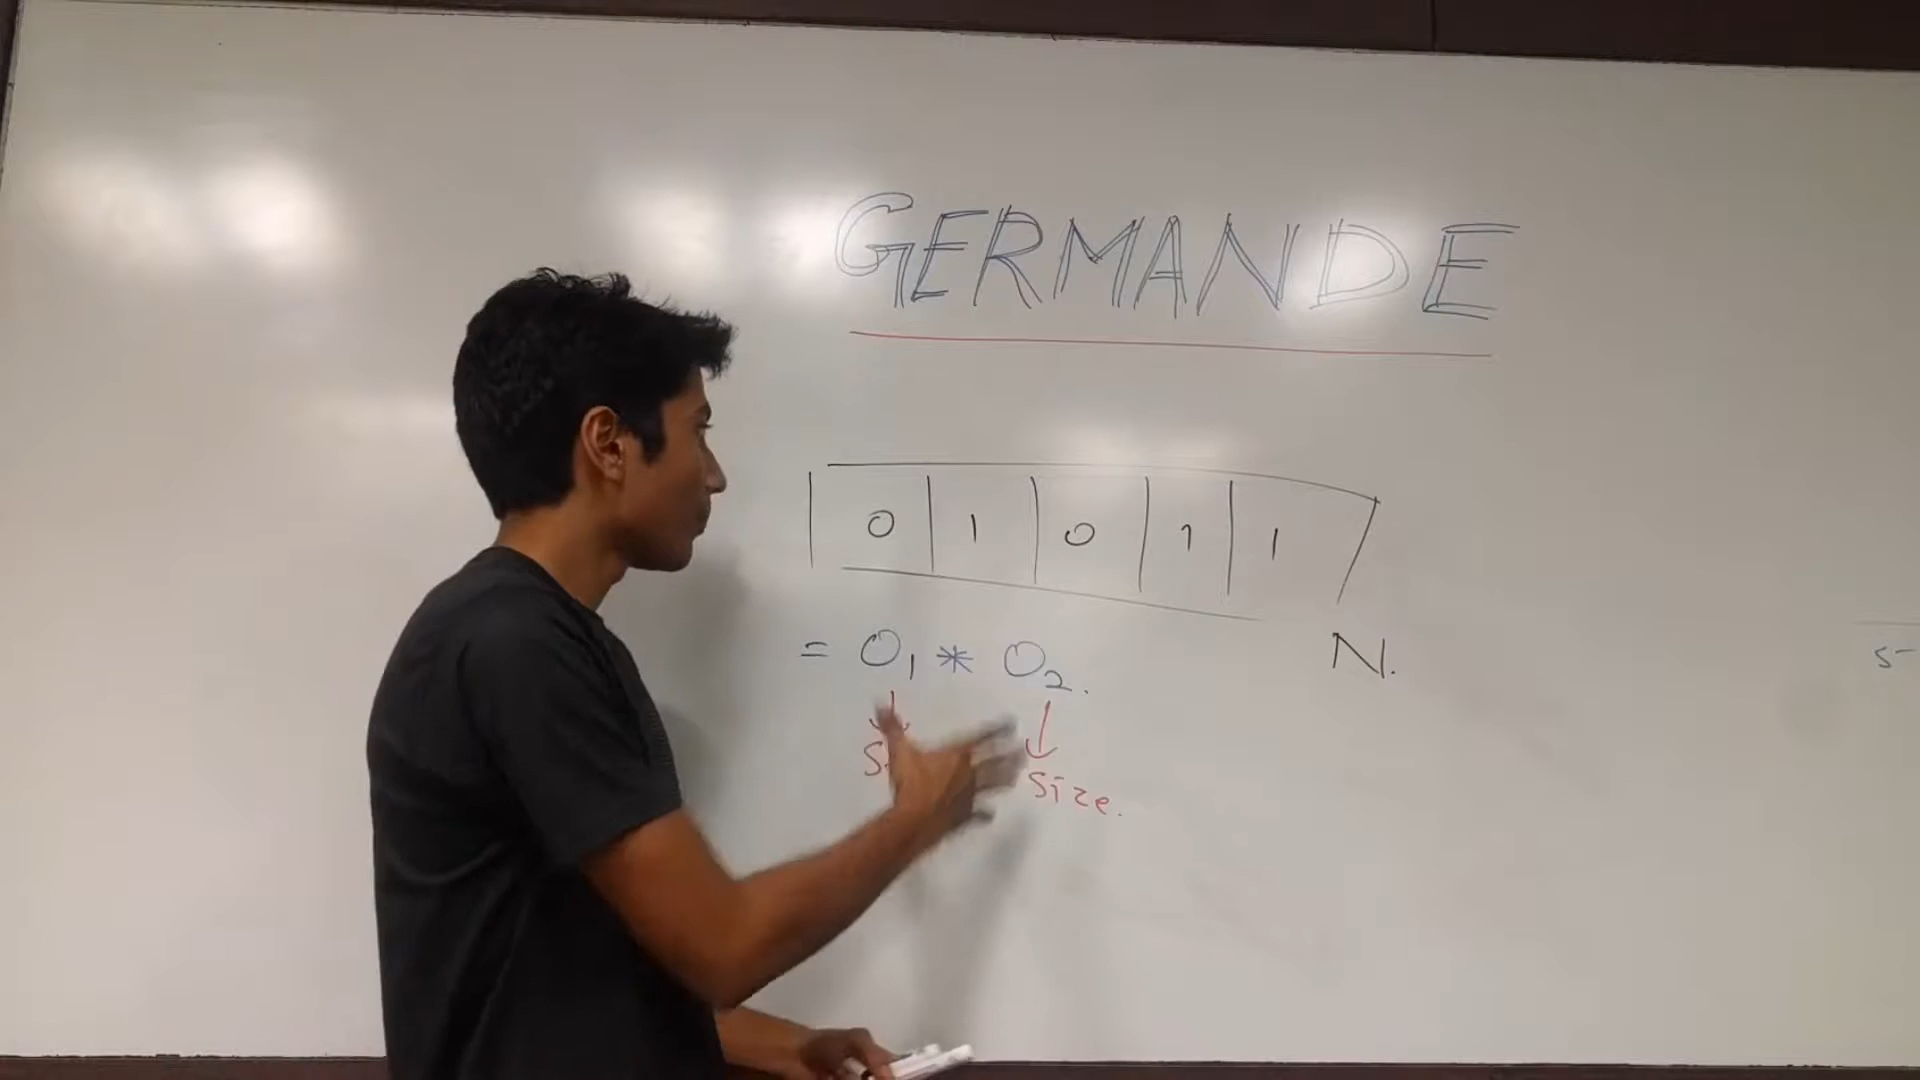 GERMANDE
0 1 0 1 1
= O₁ * O₂. N.
Size.